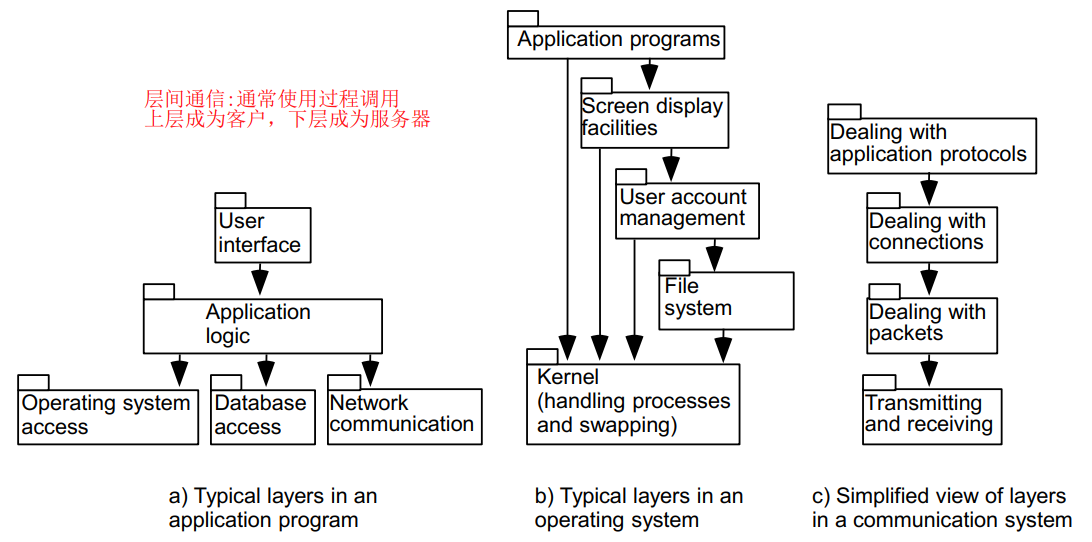 层间通信:通常使用过程调用
上层成为客户，下层成为服务器
User
interface
Application
logic
Operating system
access
Database
access
Network
communication
a) Typical layers in an
application program
Application programs
Screen display
facilities
User account
management
File
system
Kernel
(handling processes
and swapping)
b) Typical layers in an
operating system
Dealing with
application protocols
Dealing with
connections
Dealing with
packets
Transmitting
and receiving
c) Simplified view of layers
in a communication system